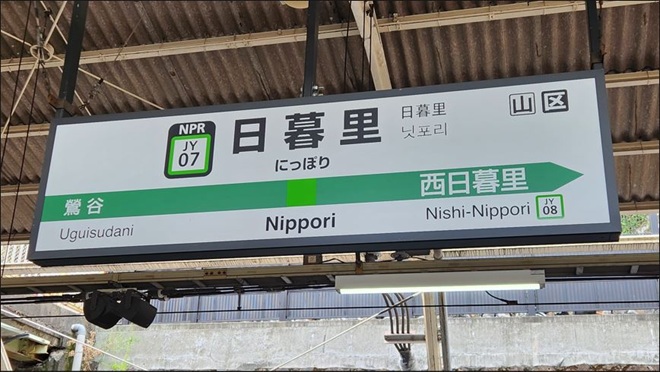 NPR
JY
07
日暮里
にっぽり
日暮里
닛포리
山 区
鶯谷
Uguisudani
Nippori
西日暮里
Nishi-Nippori
JY
08